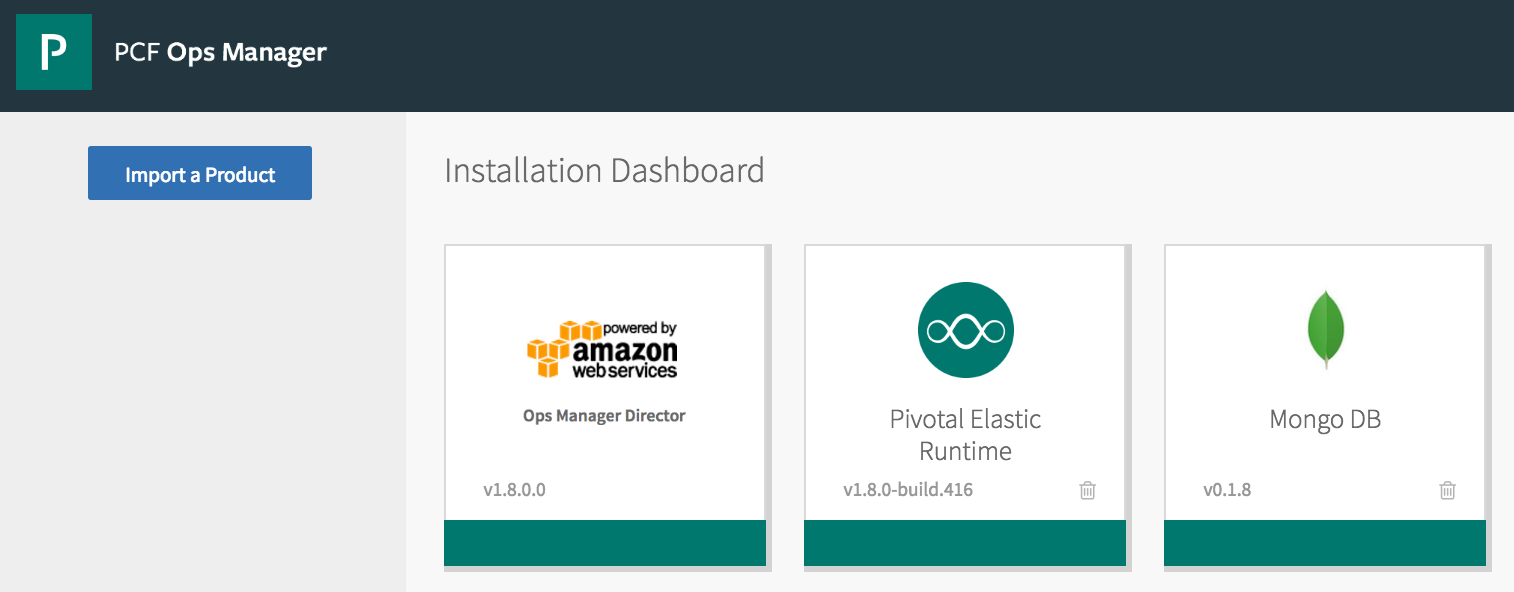 P
PCF Ops Manager
Import a Product
Installation Dashboard
powered by
amazon
web services
Ops Manager Director
v1.8.0.0
Pivotal Elastic
Runtime
v1.8.0-build.416
Mongo DB
v0.1.8